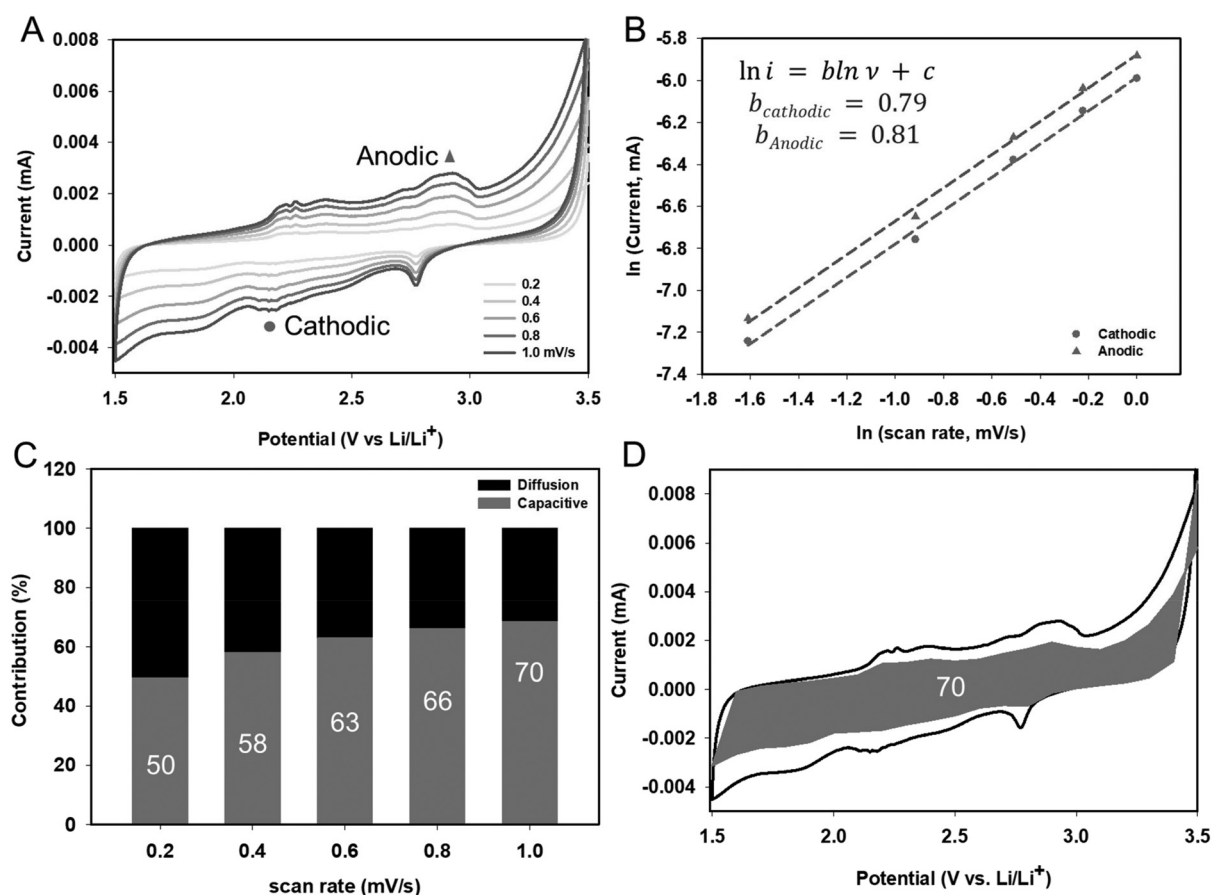 A
0.008
0.006
0.004
0.002
0.000
-0.002
-0.004
Current (mA)
Anodic
Cathodic
0.2
0.4
0.6
0.8
1.0 mV/s
1.5 2.0 2.5 3.0 3.5
Potential (V vs Li/Li⁺)
B
-5.8
-6.0
-6.2
-6.4
-6.6
-6.8
-7.0
-7.2
-7.4
ln (Current, mA)
ln i = bln v + c
b_cathodic = 0.79
b_Anodic = 0.81
Cathodic
Anodic
-1.8 -1.6 -1.4 -1.2 -1.0 -0.8 -0.6 -0.4 -0.2 0.0
ln (scan rate, mV/s)
C
120
100
80
60
40
20
0
Contribution (%)
Diffusion
Capacitive
50 58 63 66 70
0.2 0.4 0.6 0.8 1.0
scan rate (mV/s)
D
0.008
0.006
0.004
0.002
0.000
-0.002
-0.004
Current (mA)
70
1.5 2.0 2.5 3.0 3.5
Potential (V vs. Li/Li⁺)